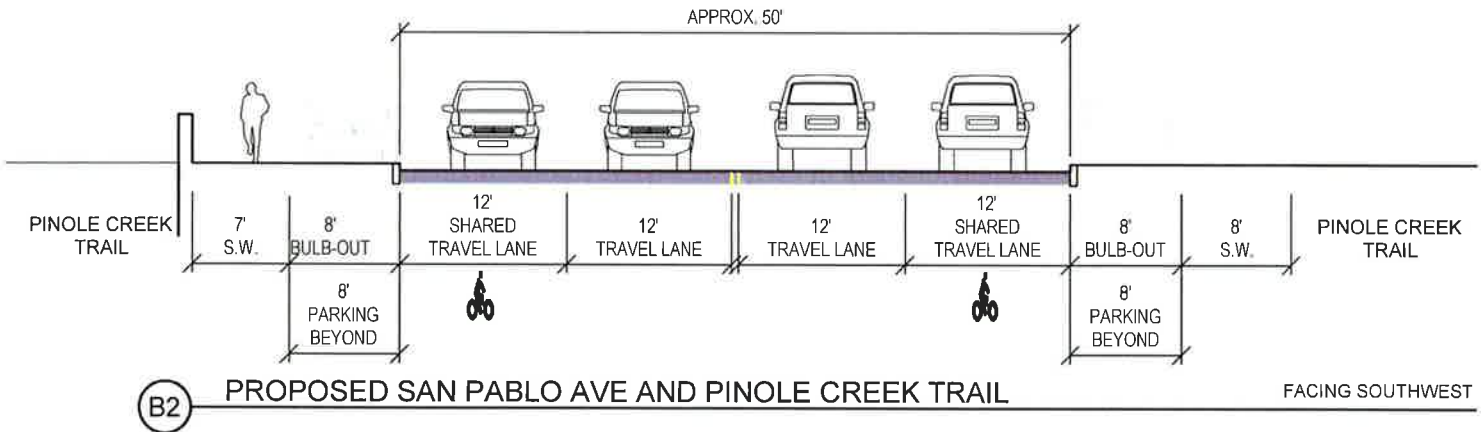 APPROX. 50'
PINOLE CREEK
TRAIL
7'
S.W.
8'
BULB-OUT
8'
PARKING
BEYOND
12'
SHARED
TRAVEL LANE
12'
TRAVEL LANE
12'
TRAVEL LANE
12'
SHARED
TRAVEL LANE
8'
BULB-OUT
8'
PARKING
BEYOND
8'
S.W.
PINOLE CREEK
TRAIL
B2
PROPOSED SAN PABLO AVE AND PINOLE CREEK TRAIL
FACING SOUTHWEST